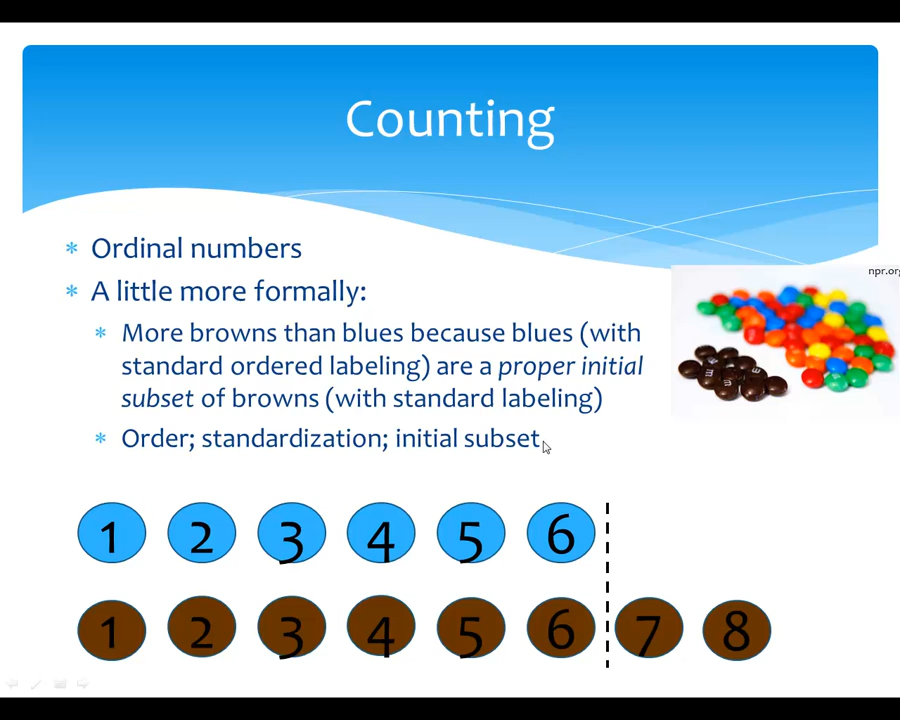 Counting
Ordinal numbers
npr.org
A little more formally:
More browns than blues because blues (with
standard ordered labeling) are a proper initial
subset of browns (with standard labeling)
Order; standardization; initial subset
1 2 3 4 5 6
1 2 3 4 5 6 7 8